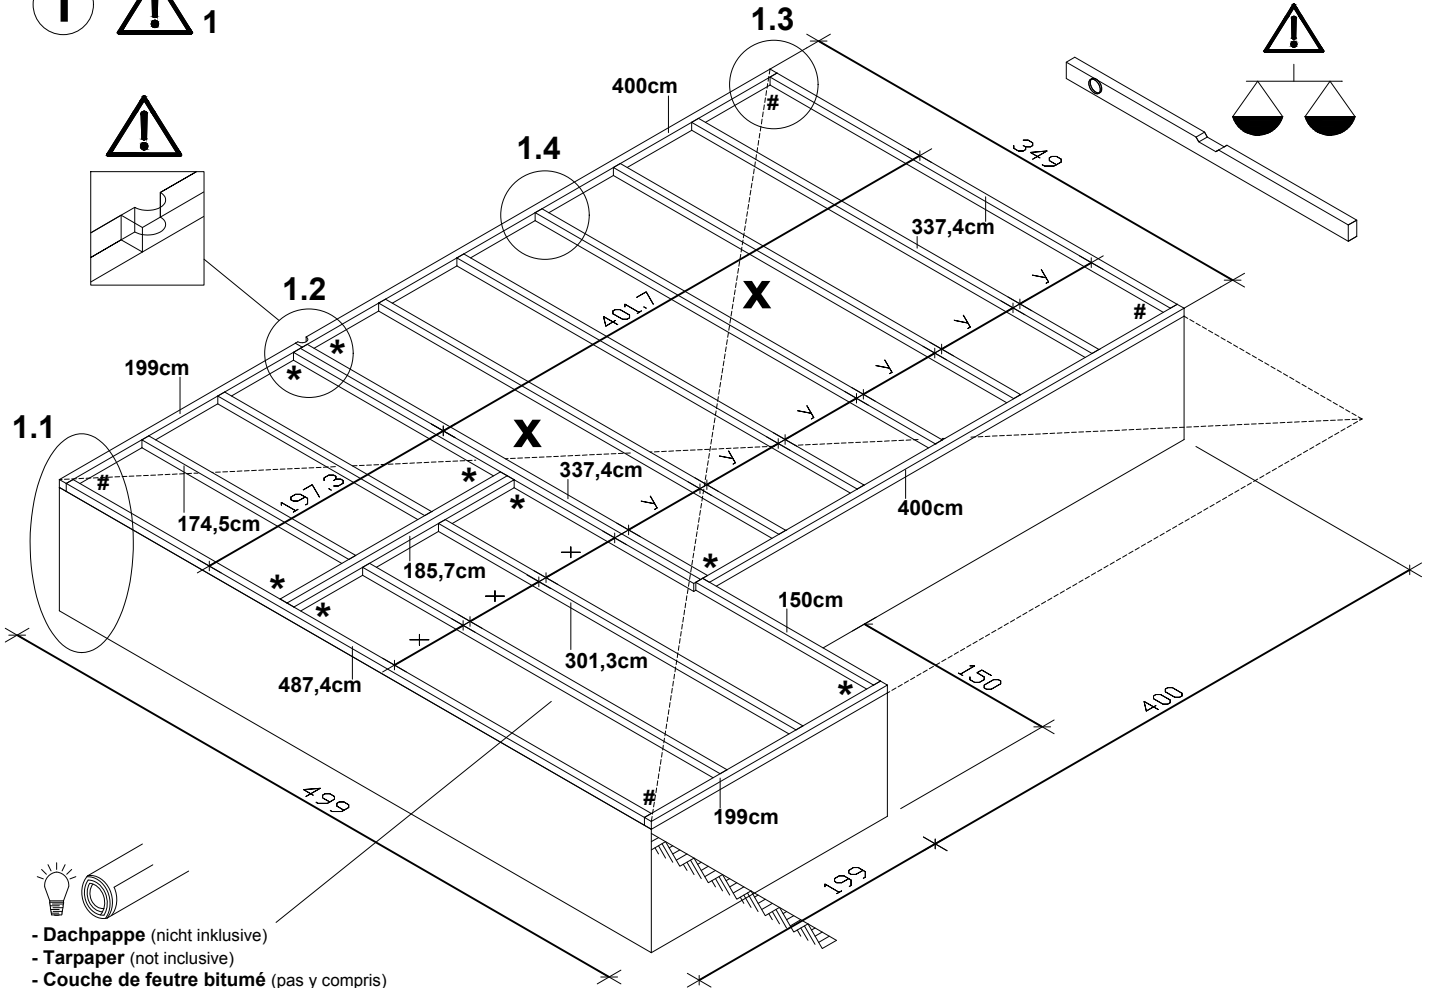 1
1
1.3
400cm
349
1.4
337,4cm
y
#
#
x
401.7
y
y
1.2
*
*
y
199cm
1.1
x
y
337,4cm
*
*
#
197.3
y
400cm
174,5cm
x
*
185,7cm
*
*
x
150cm
x
301,3cm
*
150
487,4cm
400
499
#
199cm
199
- Dachpappe (nicht inklusive)
- Tarpaper (not inclusive)
- Couche de feutre bitumé (pas y compris)